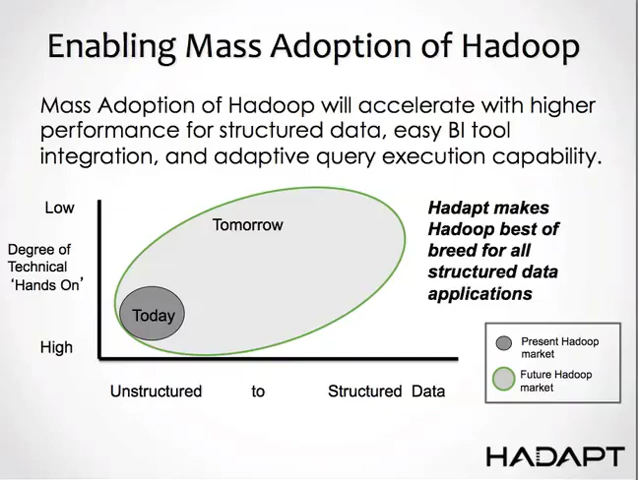 Enabling Mass Adoption of Hadoop
Mass Adoption of Hadoop will accelerate with higher
performance for structured data, easy BI tool
integration, and adaptive query execution capability.
Low
Degree of
Technical
‘Hands On’
High
Tomorrow
Today
Unstructured to Structured Data
Hadapt makes
Hadoop best of
breed for all
structured data
applications
Present Hadoop
market
Future Hadoop
market
HADAPT